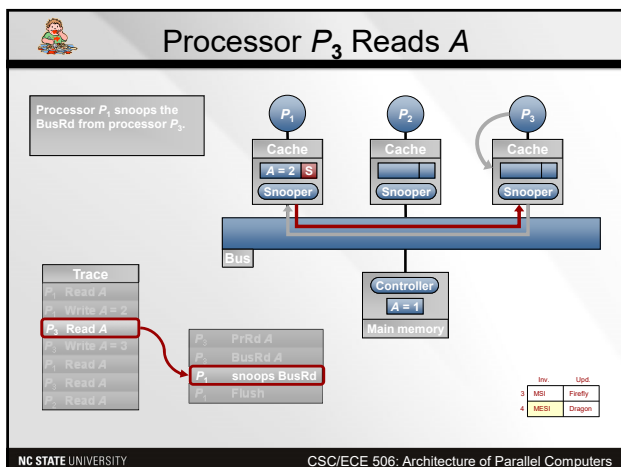 Processor P3 Reads A
Processor P1 snoops the
BusRd from processor P3.
P1
P2
P3
Cache
Cache
Cache
A = 2 S
Snooper
Snooper
Snooper
Bus
Controller
A = 1
Main memory
Trace
P1 Read A
P1 Write A = 2
P3 Read A
P3 Write A = 3
P1 Read A
P3 Read A
P2 Read A
P3 PrRd A
P3 BusRd A
P1 snoops BusRd
P1 Flush
Inv. Upd.
3 MSI Firefly
4 MESI Dragon
NC STATE UNIVERSITY
CSC/ECE 506: Architecture of Parallel Computers